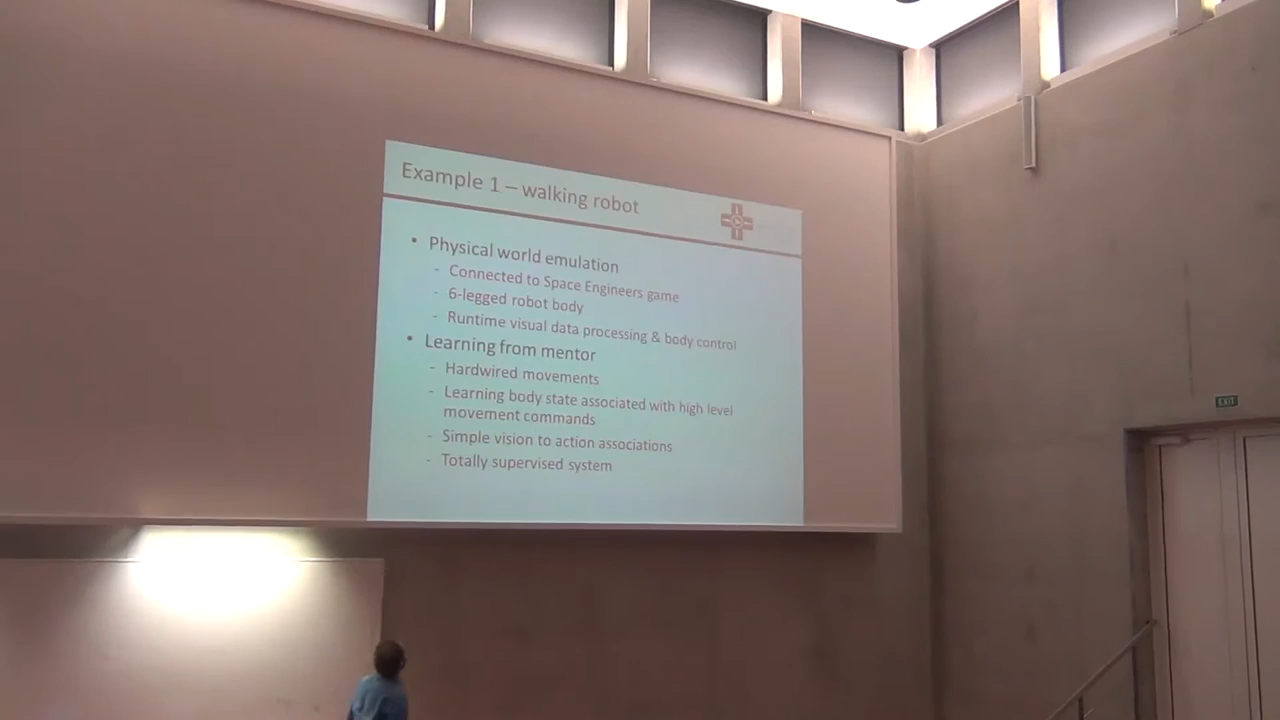 Example 1 – walking robot
• Physical world emulation
- Connected to Space Engineers game
- 6-legged robot body
- Runtime visual data processing & body control
• Learning from mentor
- Hardwired movements
- Learning body state associated with high level
movement commands
- Simple vision to action associations
- Totally supervised system
EXIT